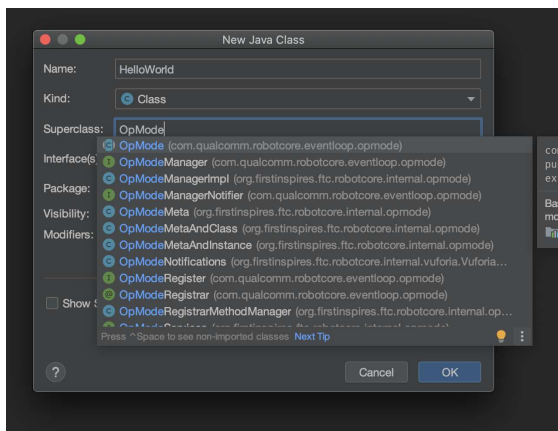 New Java Class
Name: HelloWorld
Kind: Class
Superclass: OpMode
OpMode (com.qualcomm.robotcore.eventloop.opmode)
Interface(s)
OpModeManager (com.qualcomm.robotcore.eventloop.opmode)
OpModeManagerImpl (org.firstinspires.ftc.robotcore.internal.opmode)
Package:
OpModeManagerNotifier (com.qualcomm.robotcore.eventloop.opmode)
Visibility:
OpModeMeta (org.firstinspires.ftc.robotcore.internal.opmode)
Modifiers:
OpModeMetaAndClass (org.firstinspires.ftc.robotcore.internal.opmode)
OpModeMetaAndInstance (org.firstinspires.ftc.robotcore.internal.opmode)
OpModeNotifications (org.firstinspires.ftc.robotcore.internal.vuforia.Vuforia…
OpModeRegister (com.qualcomm.robotcore.eventloop.opmode)
OpModeRegistrar (com.qualcomm.robotcore.eventloop.opmode)
Show
OpModeRegistrarMethodManager (org.firstinspires.ftc.robotcore.internal.op…
Press ^Space to see non-imported classes Next Tip
? Cancel OK